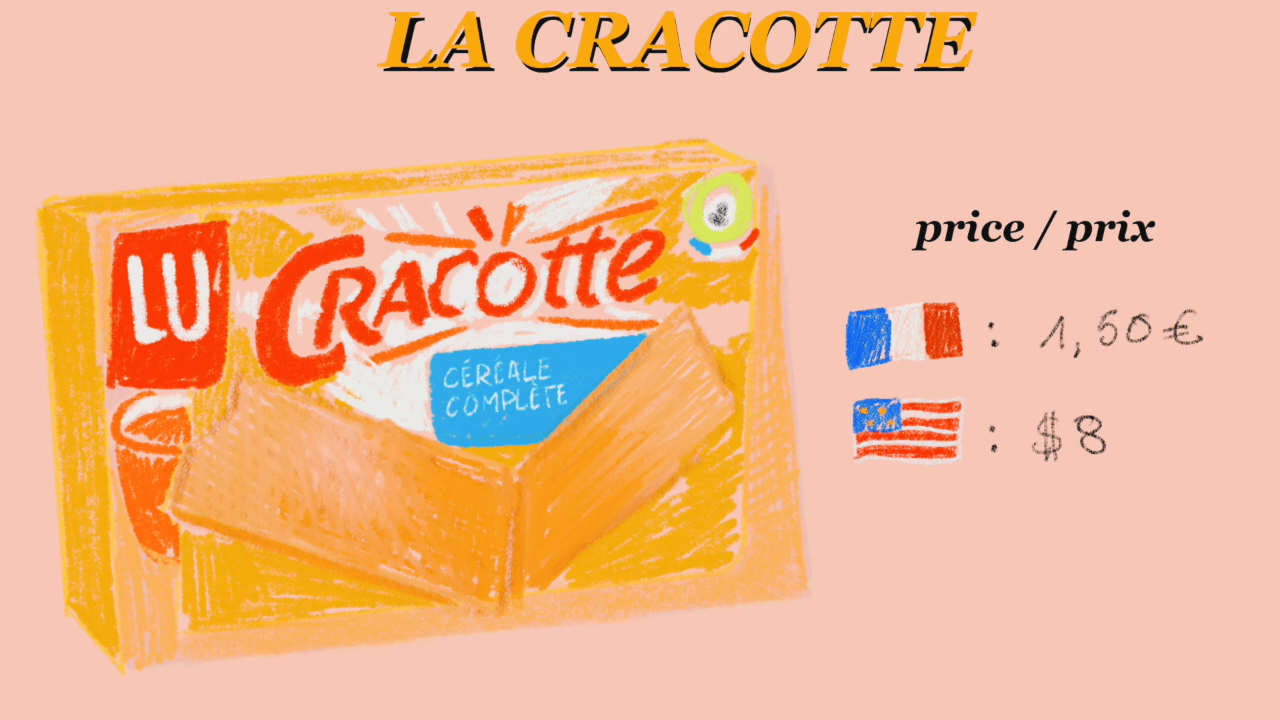 LA CRACOTTE
LU
CRACOTTE
CÉRÉALE
COMPLÈTE
price / prix
: 1,50€
: $8